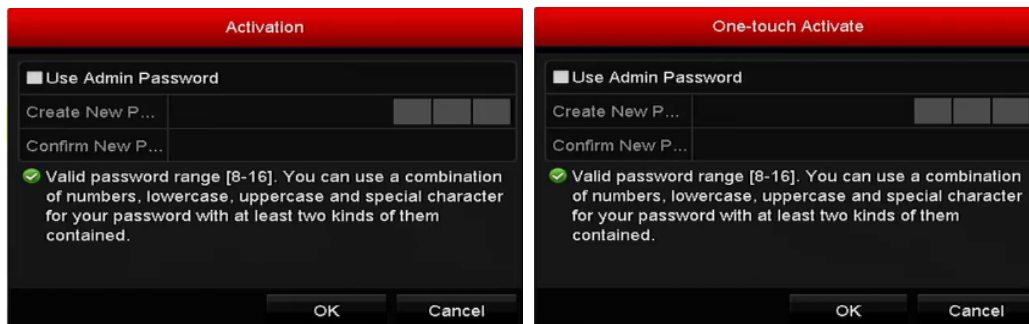 Activation
Use Admin Password
Create New P...
Confirm New P...
Valid password range [8-16]. You can use a combination
of numbers, lowercase, uppercase and special character
for your password with at least two kinds of them
contained.
OK
Cancel
One-touch Activate
Use Admin Password
Create New P...
Confirm New P...
Valid password range [8-16]. You can use a combination
of numbers, lowercase, uppercase and special character
for your password with at least two kinds of them
contained.
OK
Cancel